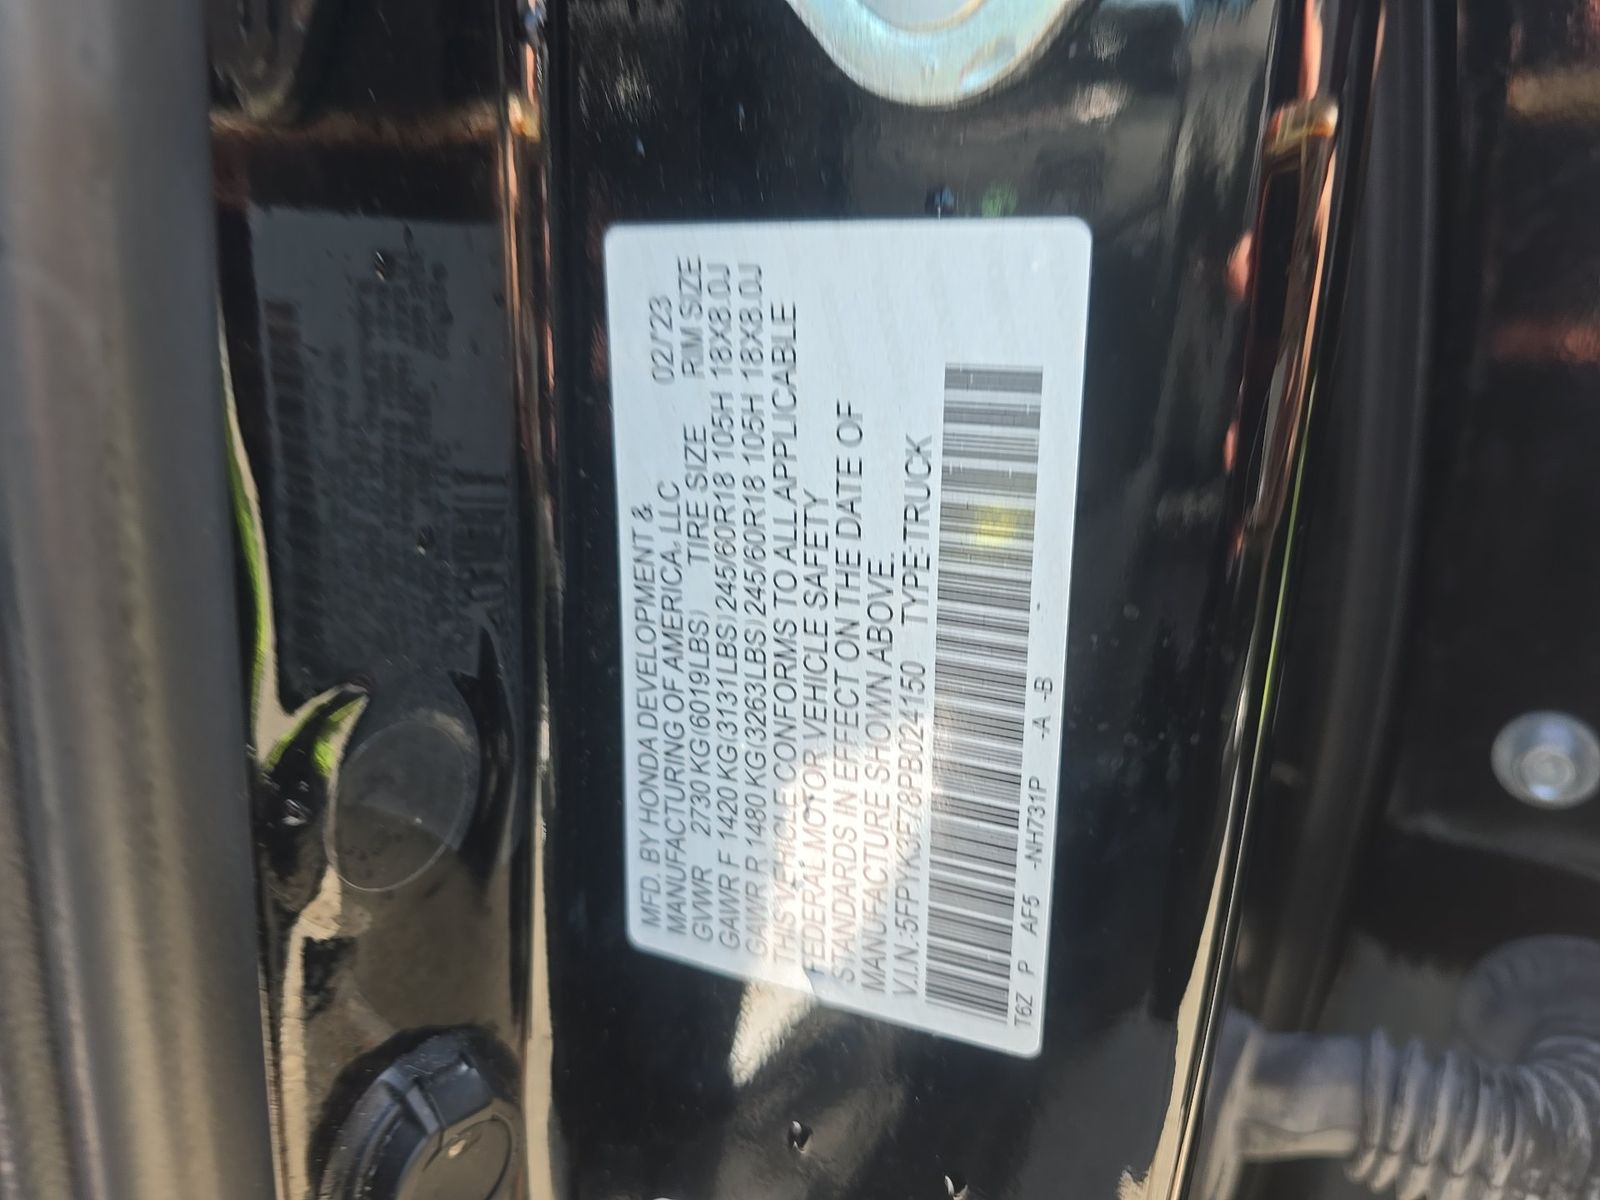 MFD. BY HONDA DEVELOPMENT & 02/'23
MANUFACTURING OF AMERICA, LLC
GVWR 2730 KG(6019LBS) TIRE SIZE RIM SIZE
GAWR F 1420 KG(3131LBS) 245/60R18 105H 18X8.0J
GAWR R 1480 KG(3263LBS) 245/60R18 105H 18X8.0J
THIS VEHICLE CONFORMS TO ALL APPLICABLE
FEDERAL MOTOR VEHICLE SAFETY
STANDARDS IN EFFECT ON THE DATE OF
MANUFACTURE SHOWN ABOVE.
V.I.N.:5FPYK3F78PB024150 TYPE:TRUCK
T6Z P AF5 -NH731P -A -B -